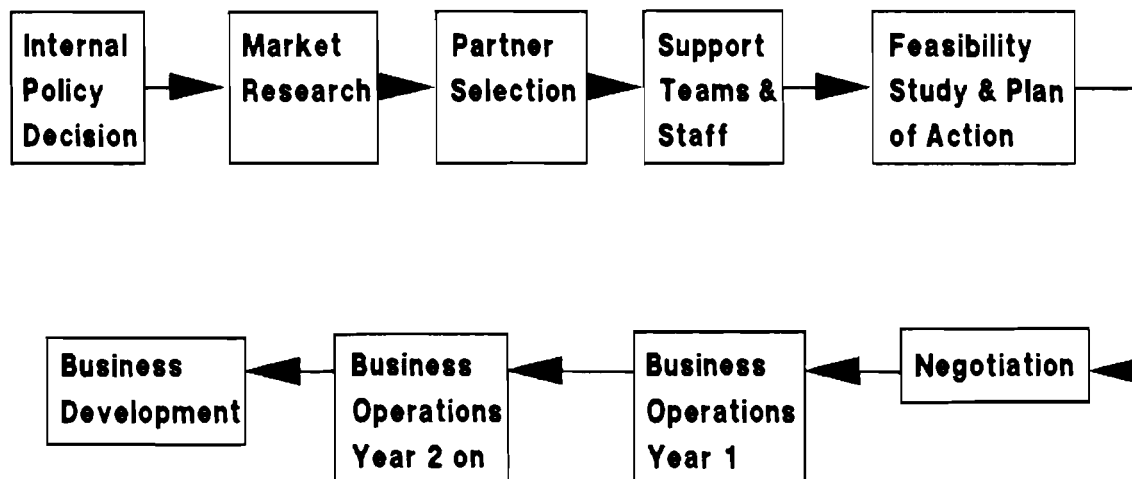 Internal
Policy
Decision
Market
Research
Partner
Selection
Support
Teams &
Staff
Feasibility
Study & Plan
of Action
Negotiation
Business
Operations
Year 1
Business
Operations
Year 2 on
Business
Development